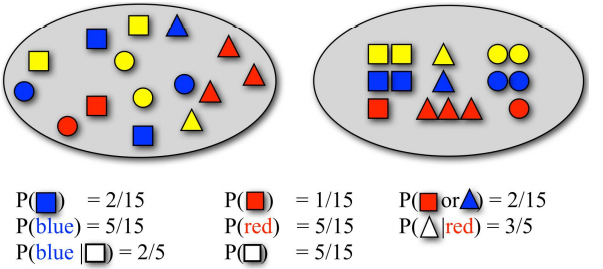 P(■) = 2/15 P(■) = 1/15 P(■ or ▲) = 2/15
P(blue) = 5/15 P(red) = 5/15 P(△|red) = 3/5
P(blue |□) = 2/5 P(□) = 5/15